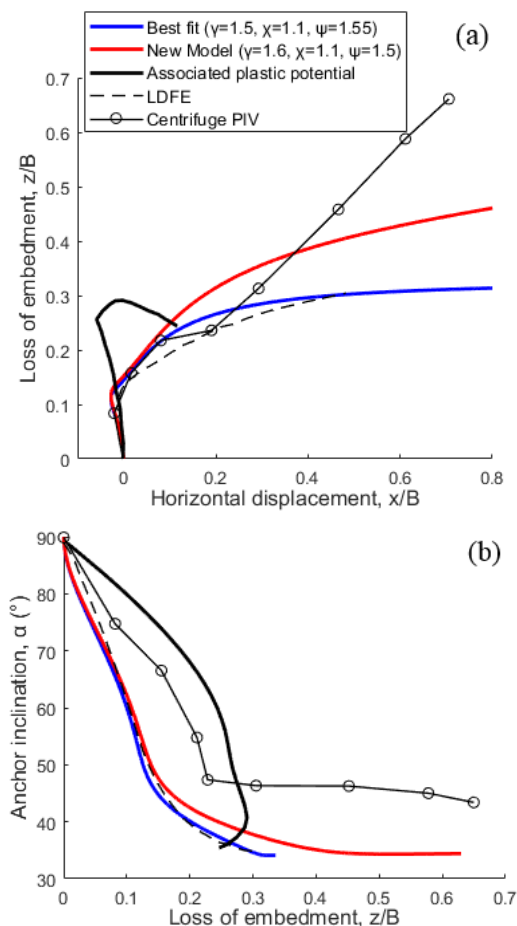 Best fit (γ=1.5, χ=1.1, ψ=1.55)
New Model (γ=1.6, χ=1.1, ψ=1.5)
Associated plastic potential
LDFE
Centrifuge PIV
(a)
Loss of embedment, z/B
0.7
0.6
0.5
0.4
0.3
0.2
0.1
0
0 0.2 0.4 0.6 0.8
Horizontal displacement, x/B
(b)
Anchor inclination, α (°)
90
80
70
60
50
40
30
0 0.1 0.2 0.3 0.4 0.5 0.6 0.7
Loss of embedment, z/B